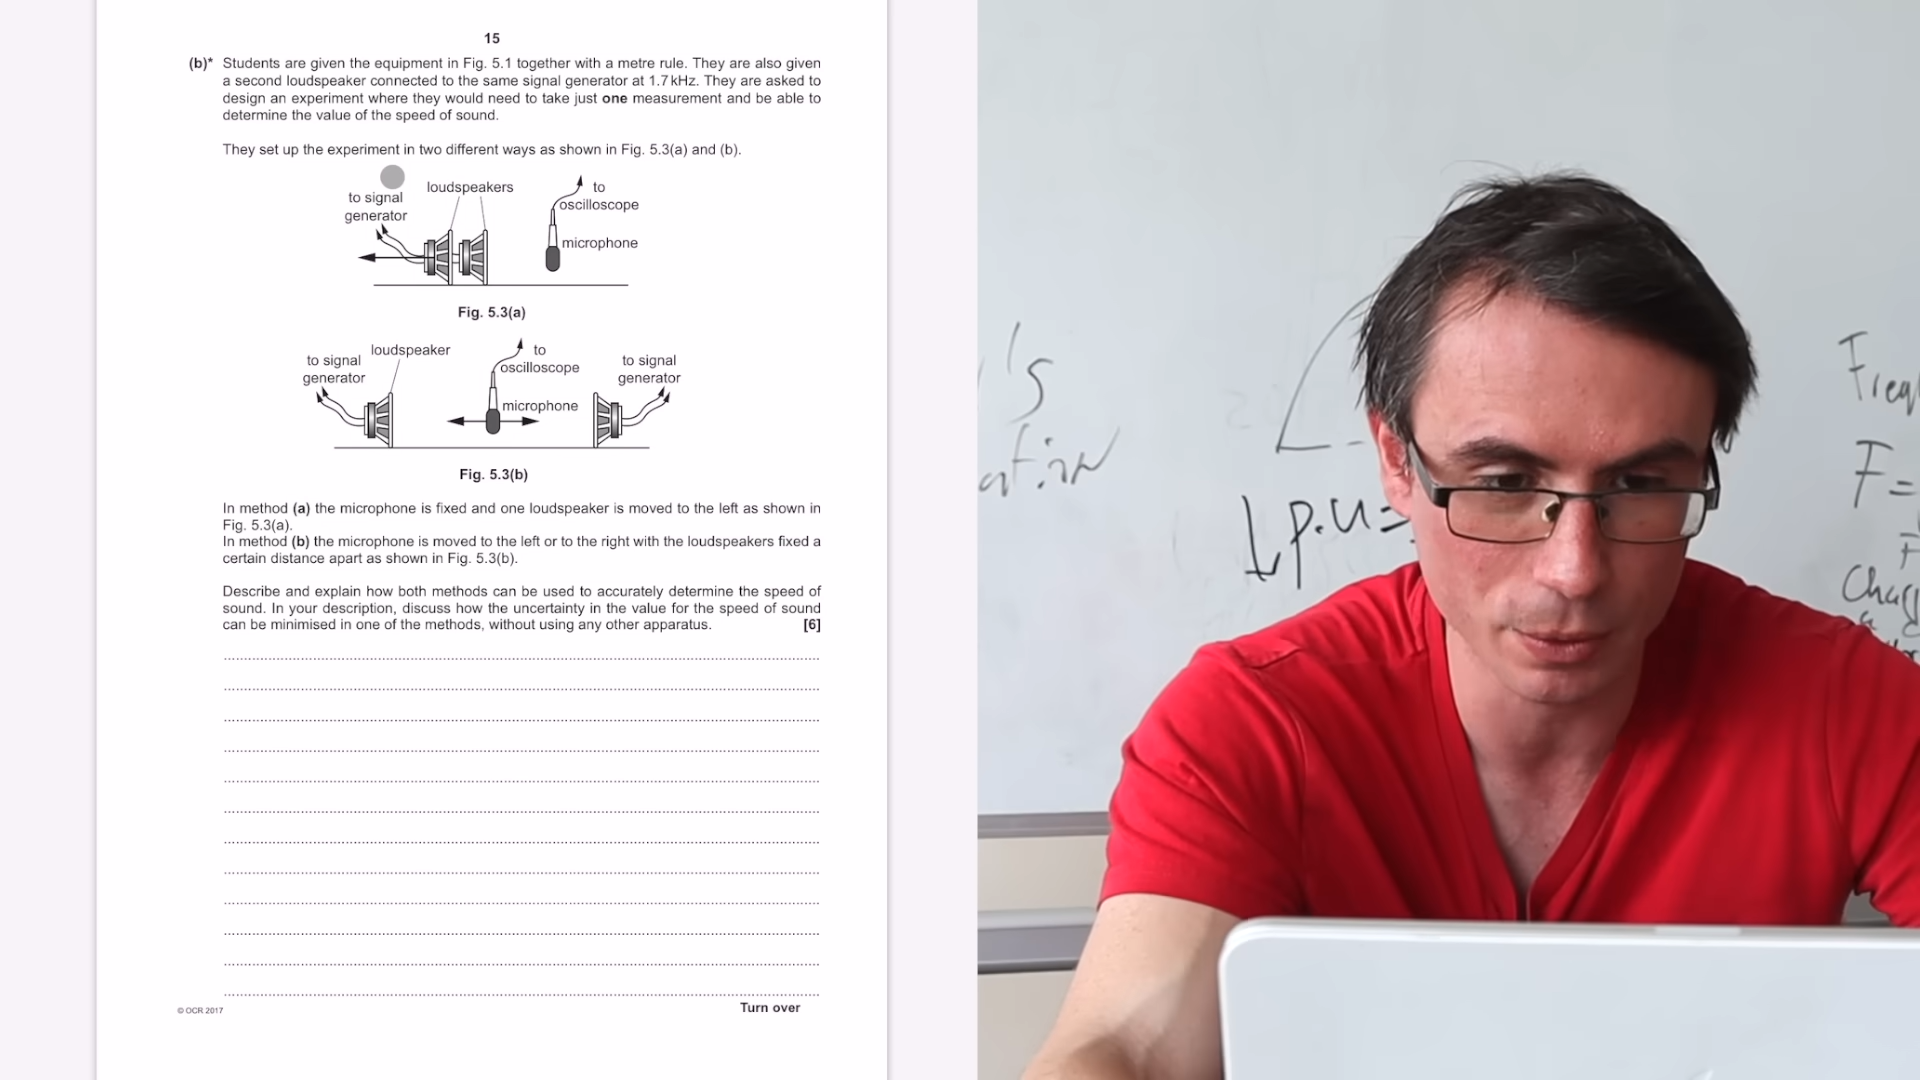 15
(b)* Students are given the equipment in Fig. 5.1 together with a metre rule. They are also given
a second loudspeaker connected to the same signal generator at 1.7 kHz. They are asked to
design an experiment where they would need to take just one measurement and be able to
determine the value of the speed of sound.
They set up the experiment in two different ways as shown in Fig. 5.3(a) and (b).
to signal
generator
loudspeakers
to
oscilloscope
microphone
Fig. 5.3(a)
to signal
generator
loudspeaker
to
oscilloscope
microphone
to signal
generator
Fig. 5.3(b)
In method (a) the microphone is fixed and one loudspeaker is moved to the left as shown in
Fig. 5.3(a).
In method (b) the microphone is moved to the left or to the right with the loudspeakers fixed a
certain distance apart as shown in Fig. 5.3(b).
Describe and explain how both methods can be used to accurately determine the speed of
sound. In your description, discuss how the uncertainty in the value for the speed of sound
can be minimised in one of the methods, without using any other apparatus. [6]
© OCR 2017
Turn over
's
F=